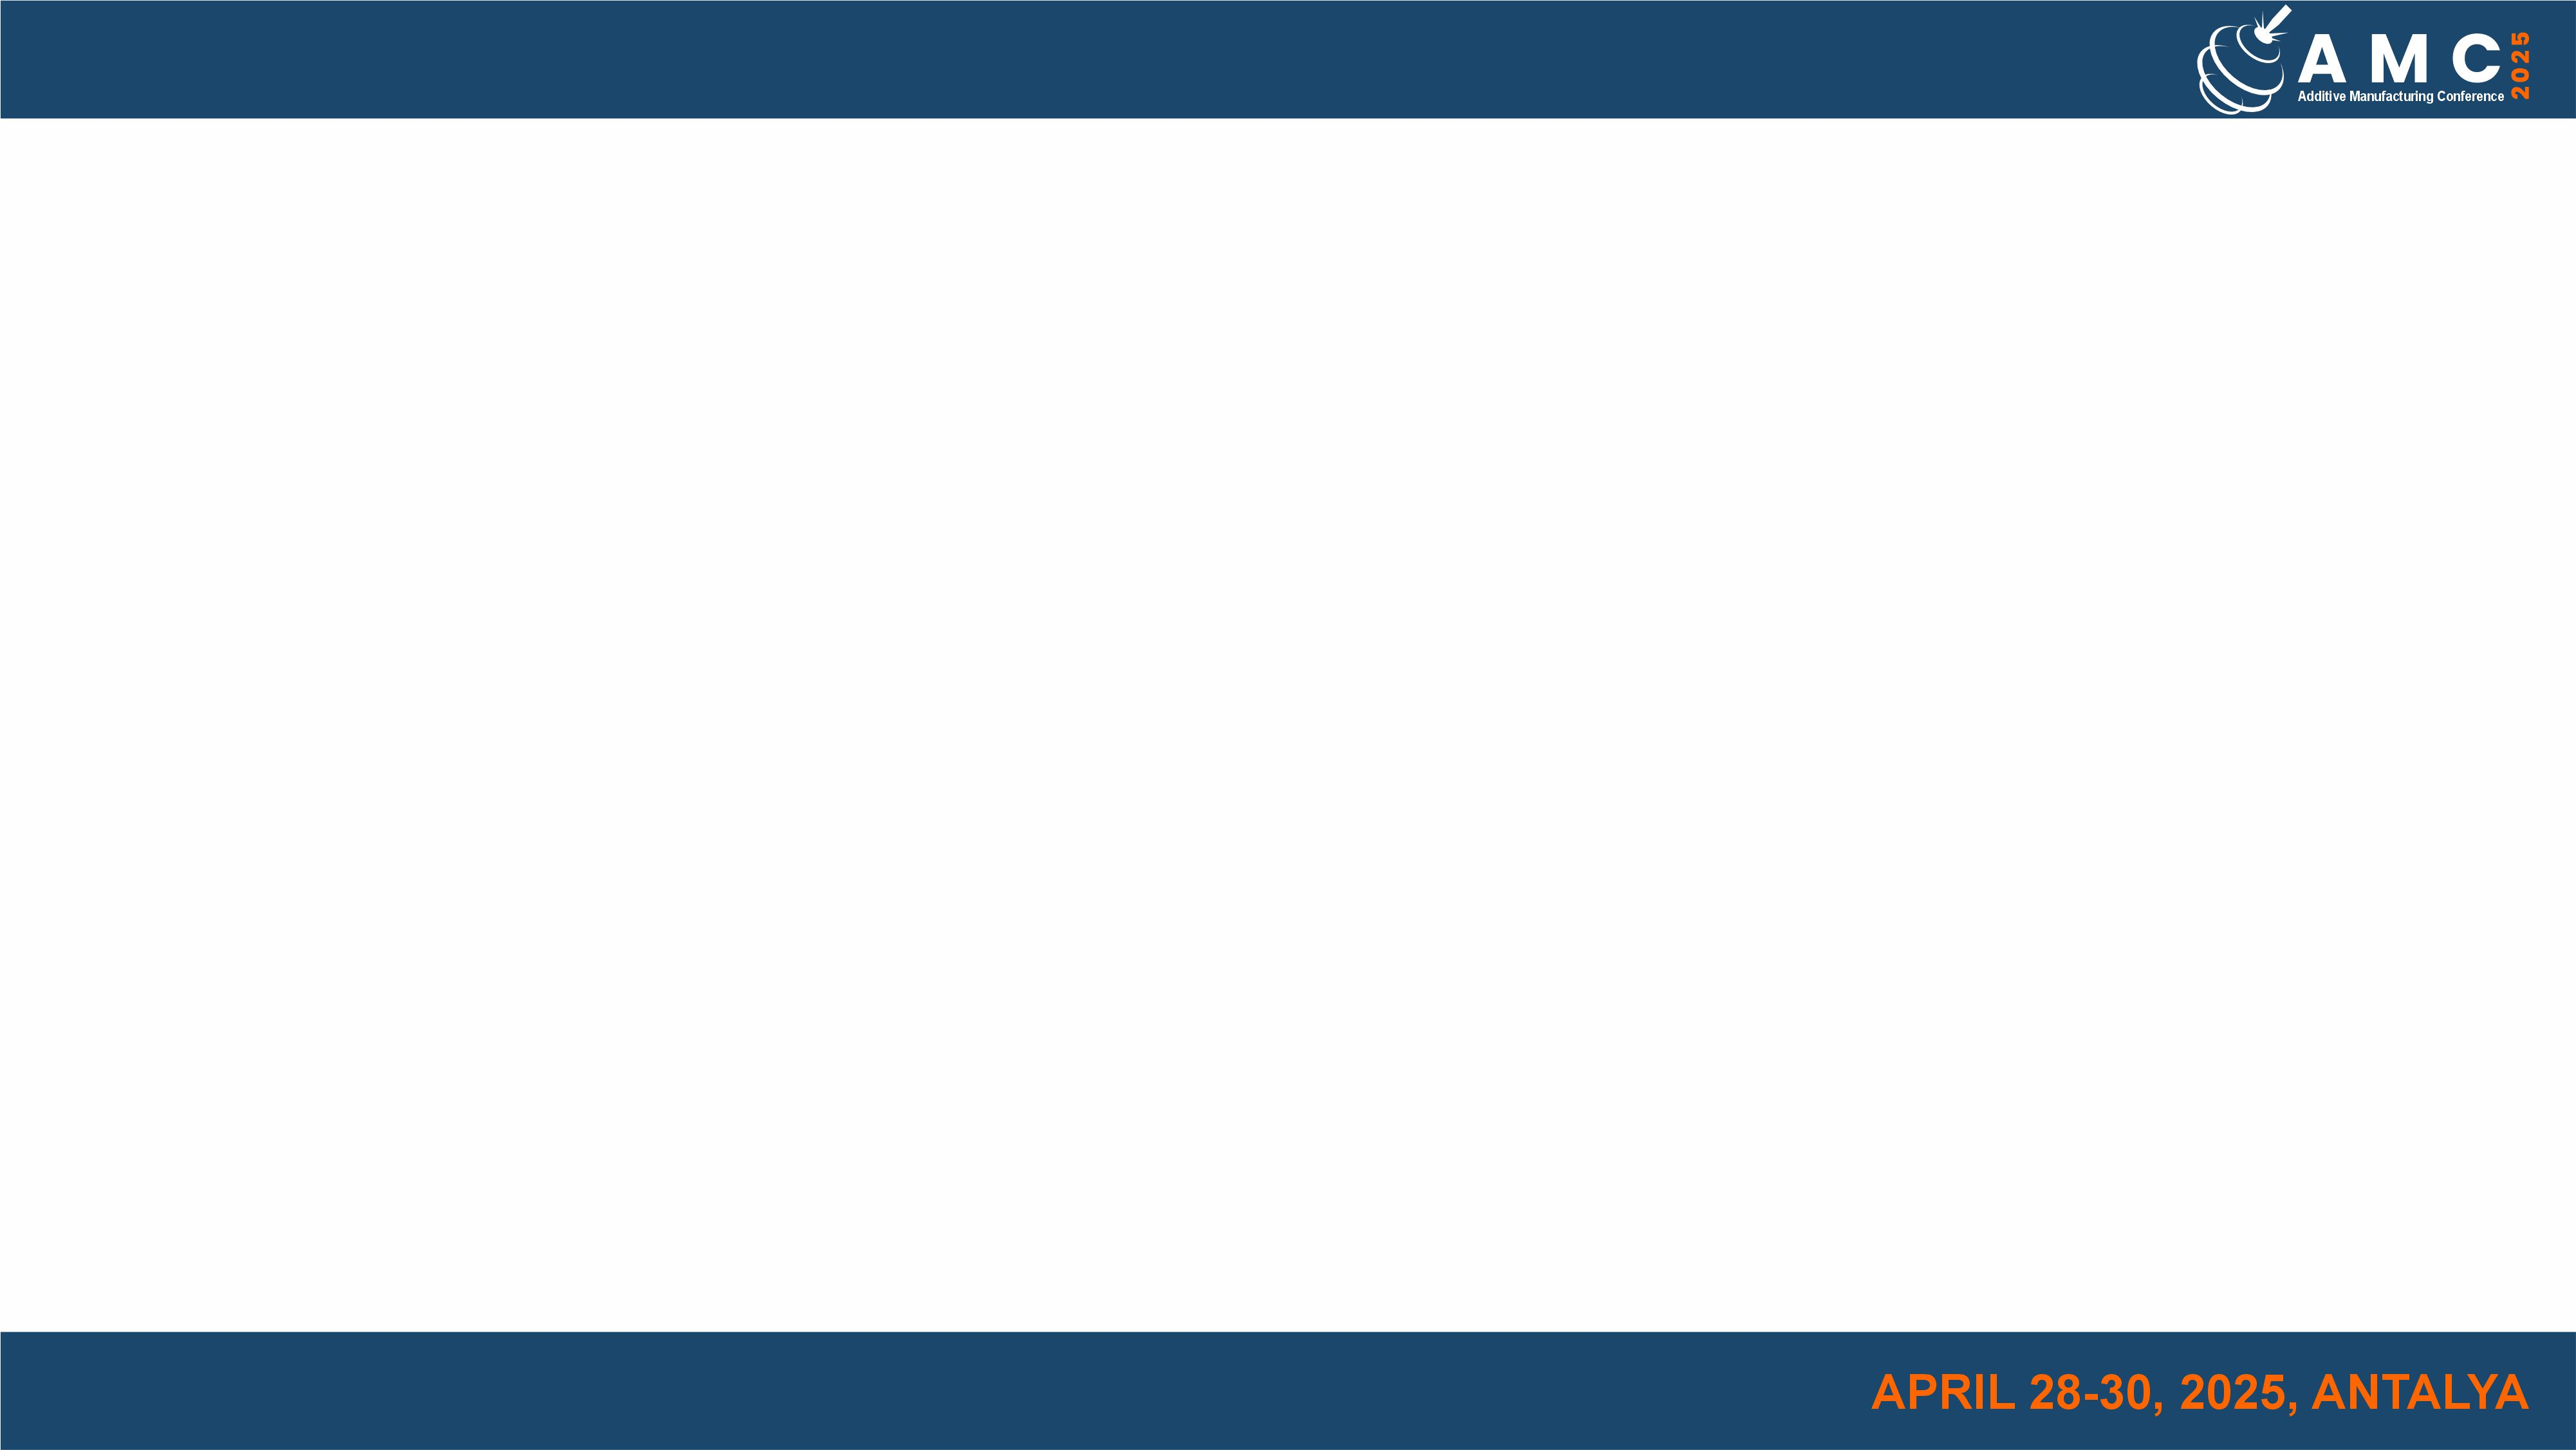 A M C
2025
Additive Manufacturing Conference
APRIL 28-30, 2025, ANTALYA